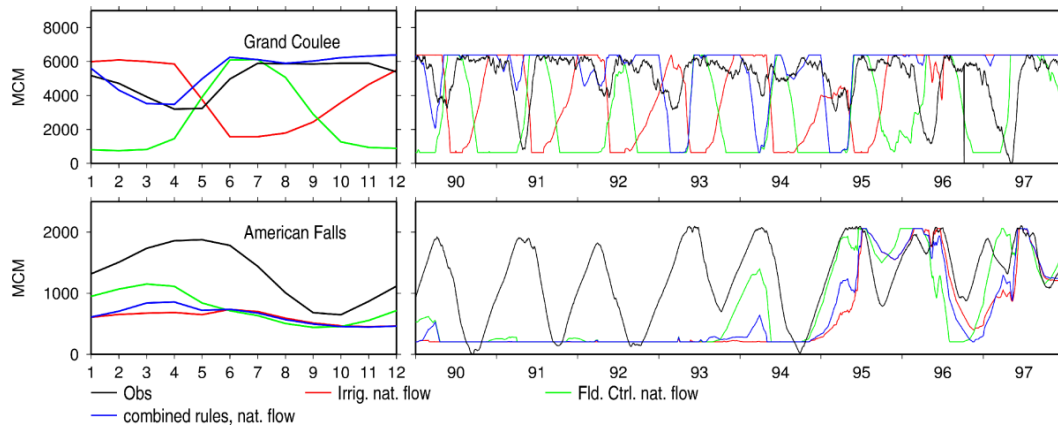 Grand Coulee
MCM
8000
6000
4000
2000
0
1 2 3 4 5 6 7 8 9 10 11 12
90 91 92 93 94 95 96 97
American Falls
MCM
2000
1000
0
1 2 3 4 5 6 7 8 9 10 11 12
90 91 92 93 94 95 96 97
Obs
Irrig. nat. flow
Fld. Ctrl. nat. flow
combined rules, nat. flow